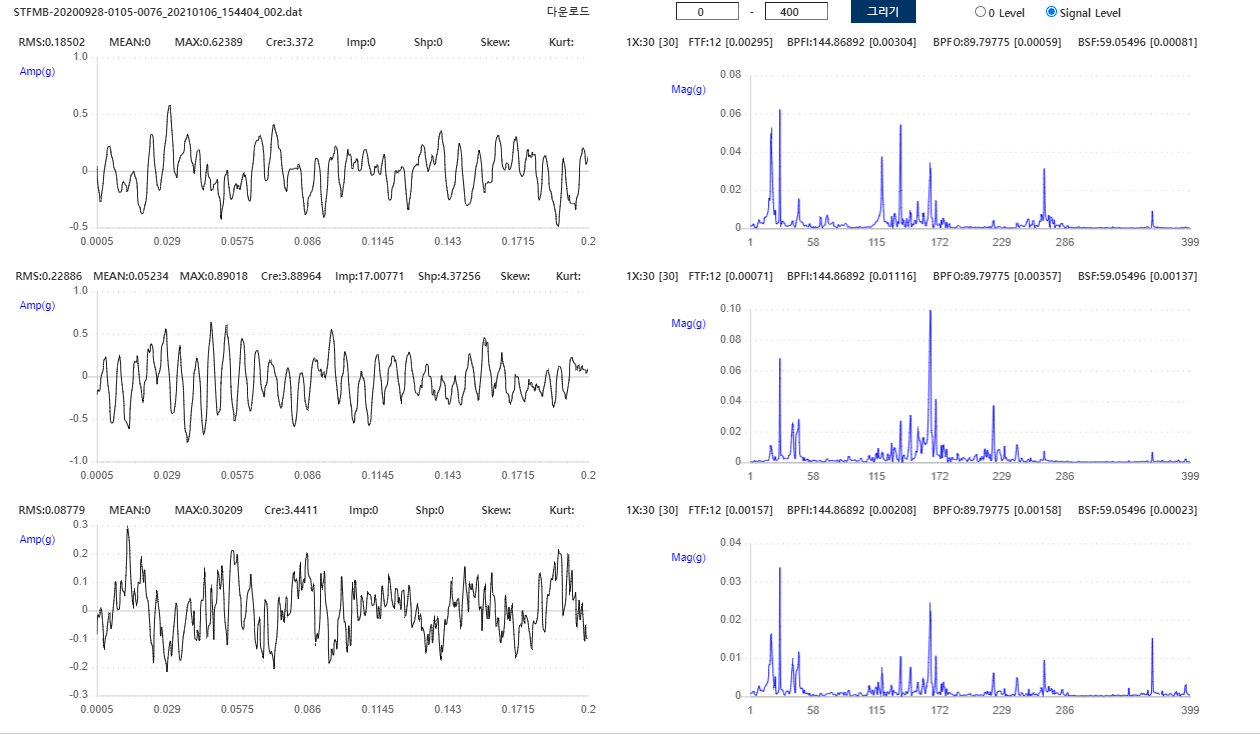 STFMB-20200928-0105-0076_20210106_154404_002.dat 다운로드 0 - 400 그리기 0 Level Signal Level
RMS:0.18502 MEAN:0 MAX:0.62389 Cre:3.372 Imp:0 Shp:0 Skew: Kurt:
1.0
Amp(g)
0.5
0
-0.5
0.0005 0.029 0.0575 0.086 0.1145 0.143 0.1715 0.2
1X:30 [30] FTF:12 [0.00295] BPFI:144.86892 [0.00304] BPFO:89.79775 [0.00059] BSF:59.05496 [0.00081]
0.08
Mag(g)
0.06
0.04
0.02
0
1 58 115 172 229 286 399
RMS:0.22886 MEAN:0.05234 MAX:0.89018 Cre:3.88964 Imp:17.00771 Shp:4.37256 Skew: Kurt:
1.0
Amp(g)
0.5
0
-0.5
-1.0
0.0005 0.029 0.0575 0.086 0.1145 0.143 0.1715 0.2
1X:30 [30] FTF:12 [0.00071] BPFI:144.86892 [0.01116] BPFO:89.79775 [0.00357] BSF:59.05496 [0.00137]
0.10
Mag(g)
0.08
0.06
0.04
0.02
0
1 58 115 172 229 286 399
RMS:0.08779 MEAN:0 MAX:0.30209 Cre:3.4411 Imp:0 Shp:0 Skew: Kurt:
0.3
Amp(g)
0.2
0.1
0
-0.1
-0.2
-0.3
0.0005 0.029 0.0575 0.086 0.1145 0.143 0.1715 0.2
1X:30 [30] FTF:12 [0.00157] BPFI:144.86892 [0.00208] BPFO:89.79775 [0.00158] BSF:59.05496 [0.00023]
0.04
Mag(g)
0.03
0.02
0.01
0
1 58 115 172 229 286 399